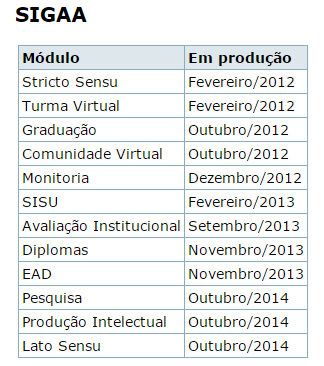 SIGAA
Módulo Em produção
Stricto Sensu Fevereiro/2012
Turma Virtual Fevereiro/2012
Graduação Outubro/2012
Comunidade Virtual Outubro/2012
Monitoria Dezembro/2012
SISU Fevereiro/2013
Avaliação Institucional Setembro/2013
Diplomas Novembro/2013
EAD Novembro/2013
Pesquisa Outubro/2014
Produção Intelectual Outubro/2014
Lato Sensu Outubro/2014